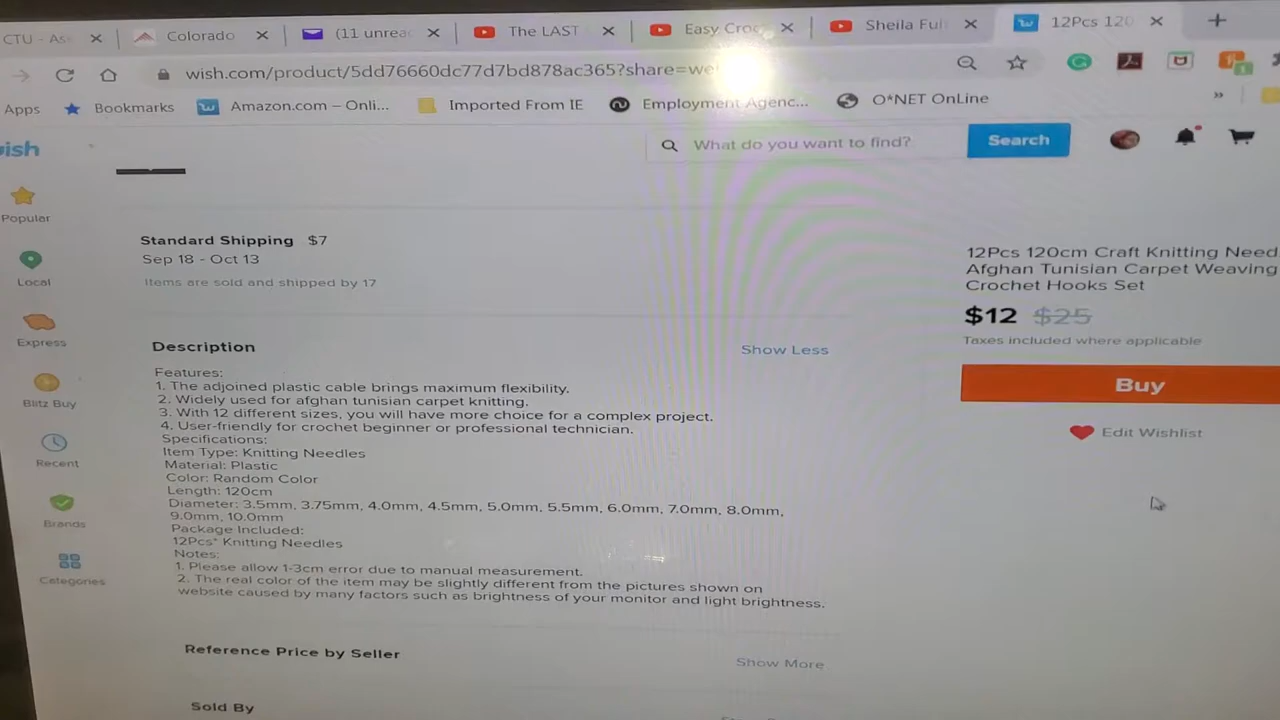 CTU - As
Colorado
(11 unrea
The LAST
Easy Croc
Sheila Ful
12Pcs 120
wish.com/product/5dd76660dc77d7bd878ac365?share=we
Apps
Bookmarks
Amazon.com – Onli...
Imported From IE
Employment Agenc...
O*NET OnLine
»
ish
What do you want to find?
Search
Popular
Local
Express
Blitz Buy
Recent
Brands
Categories
Standard Shipping $7
Sep 18 - Oct 13
Items are sold and shipped by 17
Description
Show Less
Features:
1. The adjoined plastic cable brings maximum flexibility.
2. Widely used for afghan tunisian carpet knitting.
3. With 12 different sizes, you will have more choice for a complex project.
4. User-friendly for crochet beginner or professional technician.
Specifications:
Item Type: Knitting Needles
Material: Plastic
Color: Random Color
Length: 120cm
Diameter: 3.5mm, 3.75mm, 4.0mm, 4.5mm, 5.0mm, 5.5mm, 6.0mm, 7.0mm, 8.0mm,
9.0mm, 10.0mm
Package Included:
12Pcs* Knitting Needles
Notes:
1. Please allow 1-3cm error due to manual measurement.
2. The real color of the item may be slightly different from the pictures shown on
website caused by many factors such as brightness of your monitor and light brightness.
Reference Price by Seller
Show More
Sold By
12Pcs 120cm Craft Knitting Need
Afghan Tunisian Carpet Weaving
Crochet Hooks Set
$12 $25
Taxes included where applicable
Buy
Edit Wishlist